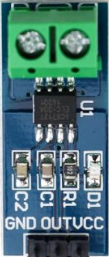 U1
C2 C1 R1 D1
GND OUT VCC